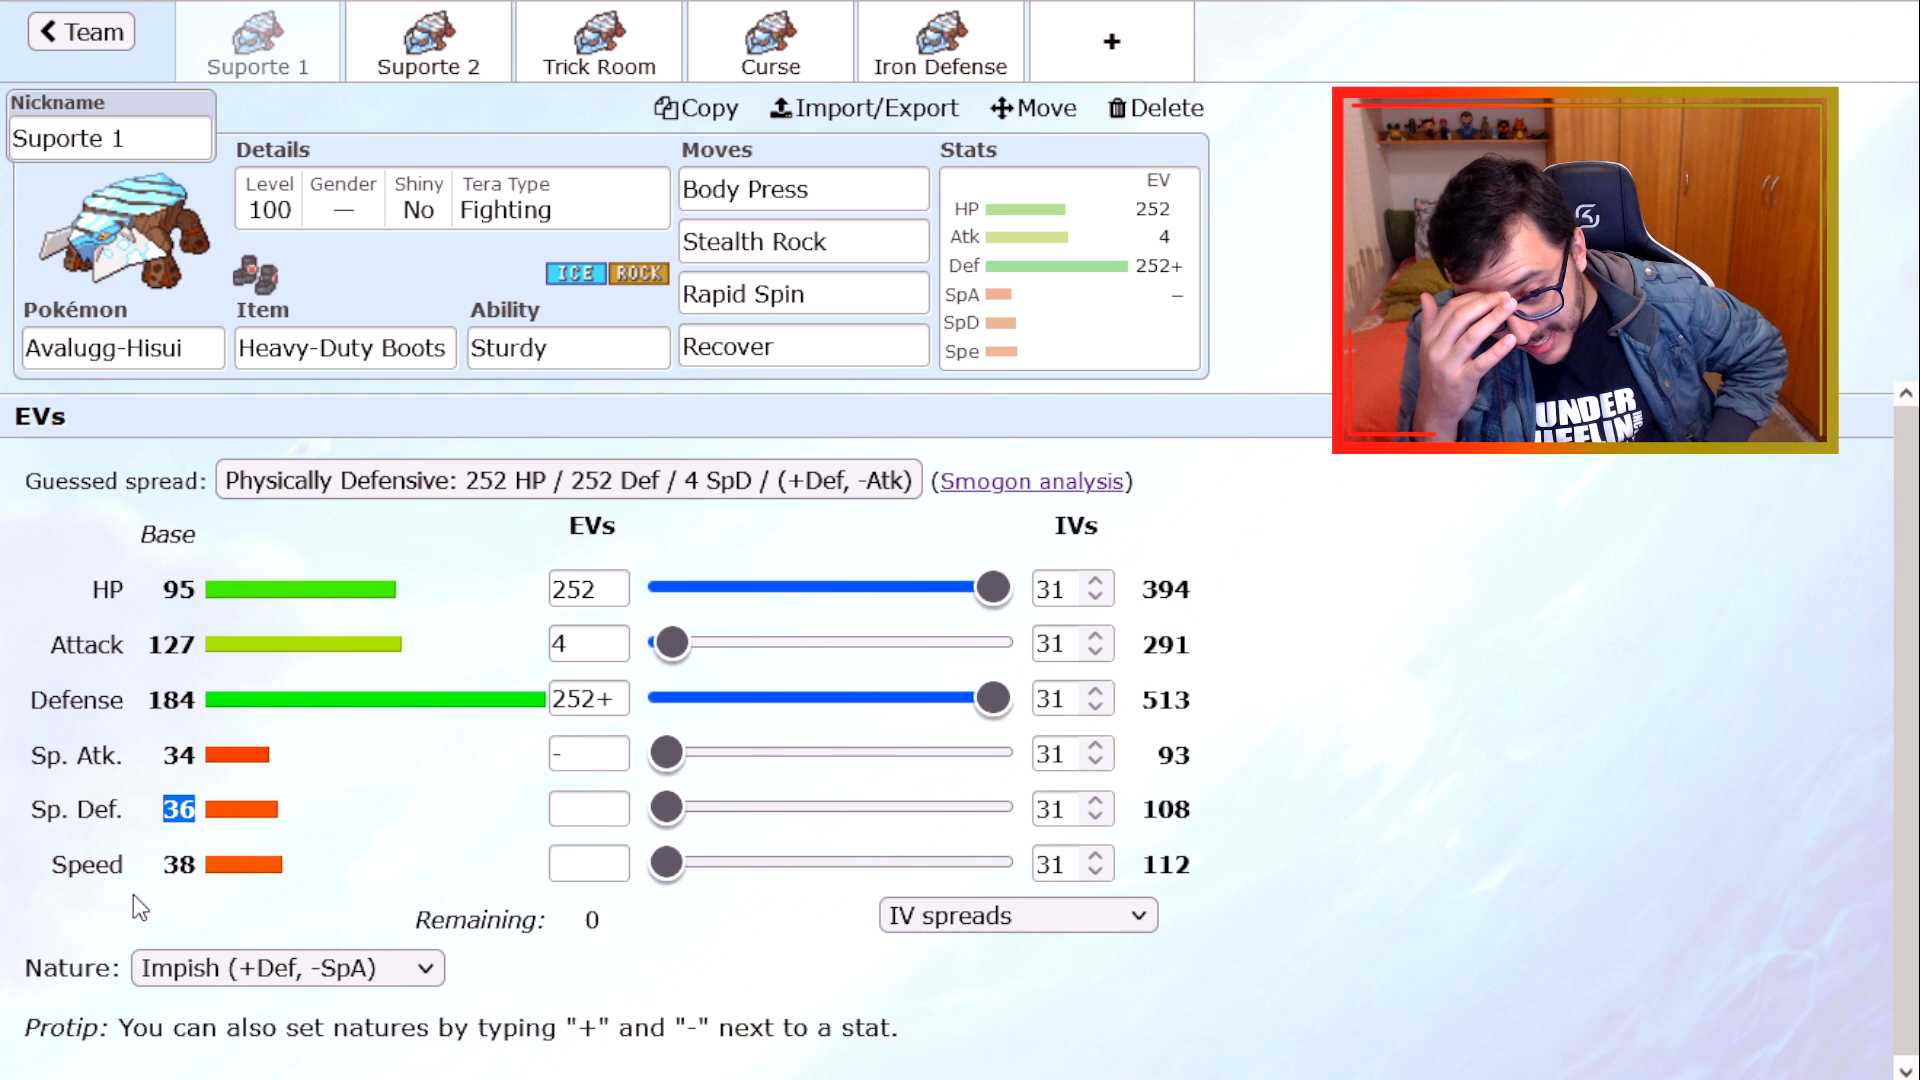 Team
Suporte 1
Suporte 2
Trick Room
Curse
Iron Defense
+
Nickname
Suporte 1
Copy
Import/Export
Move
Delete
Details
Level
100
Gender
—
Shiny
No
Tera Type
Fighting
ICE
ROCK
Pokémon
Avalugg-Hisui
Item
Heavy-Duty Boots
Ability
Sturdy
Moves
Body Press
Stealth Rock
Rapid Spin
Recover
Stats
EV
HP 252
Atk 4
Def 252+
SpA –
SpD
Spe
UNDER
EVs
Guessed spread: Physically Defensive: 252 HP / 252 Def / 4 SpD / (+Def, -Atk) (Smogon analysis)
Base EVs IVs
HP 95 252 31 394
Attack 127 4 31 291
Defense 184 252+ 31 513
Sp. Atk. 34 - 31 93
Sp. Def. 36 31 108
Speed 38 31 112
Remaining: 0
IV spreads
Nature: Impish (+Def, -SpA)
Protip: You can also set natures by typing "+" and "-" next to a stat.